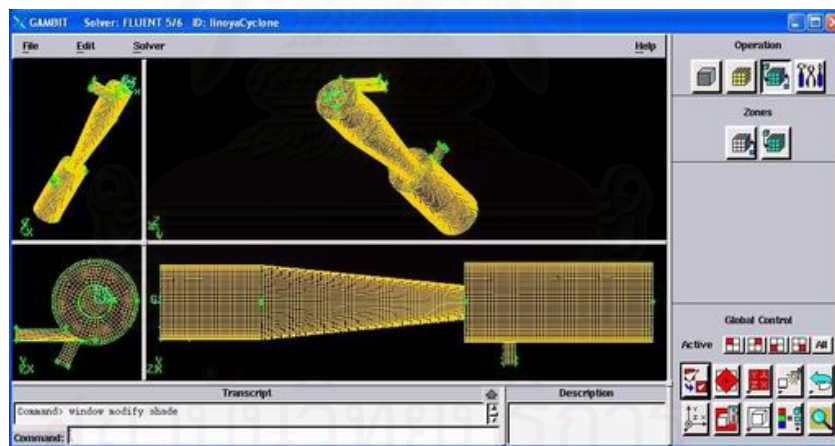 GAMBIT Solver: FLUENT 5/6 ID: IinoyaCyclone
File Edit Solver Help
Operation
Zones
Global Control
Active All
Transcript
Description
Command> window modify shade
Command: